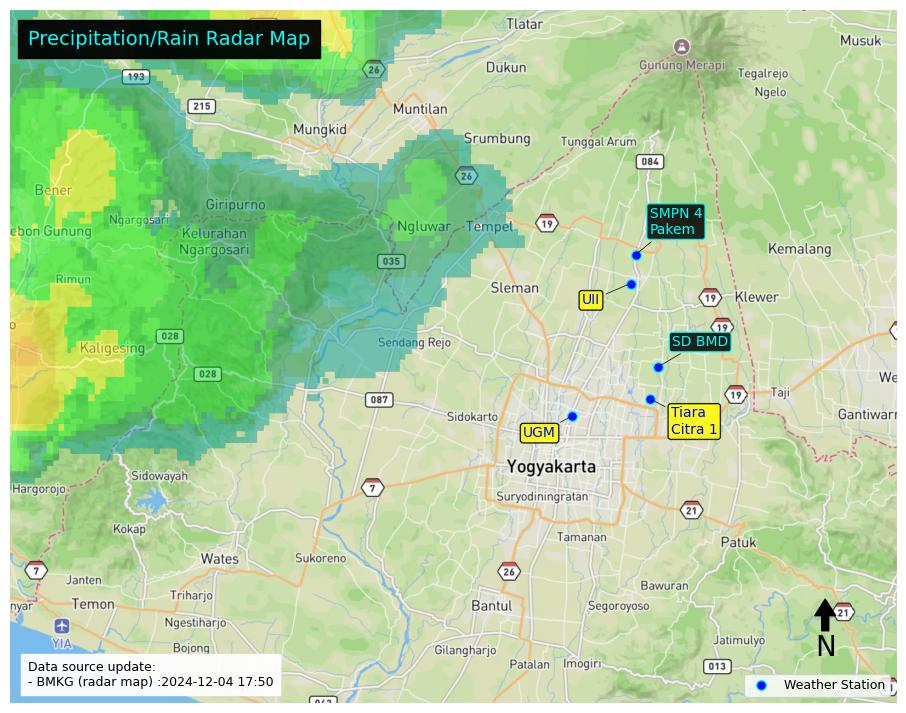 Precipitation/Rain Radar Map
Tlatar
Musuk
26
193
Dukun
Gunung Merapi
Tegalrejo
Ngelo
215
Muntilan
Mungkid
Srumbung
Tunggal Arum
084
26
Bener
Giripurno
Ngargosari
SMPN 4
Pakem
ebon Gunung
Kelurahan
Ngargosari
Ngluwar
Tempel
19
Kemalang
035
Rimun
Sleman
UII
19
Klewer
19
028
Kaligesing
Sendang Rejo
SD BMD
028
We
087
19
Taji
Sidokarto
Tiara
Citra 1
Gantiwarn
UGM
Yogyakarta
Sidowayah
Hargorojo
7
Suryodiningratan
21
Kokap
Tamanan
Patuk
Wates
Sukoreno
7
26
Janten
Triharjo
Bawuran
nyar
Temon
Bantul
Segoroyoso
21
Ngestiharjo
YIA
N
Bojong
Gilangharjo
Jatimulyo
Patalan
Imogiri
013
Data source update:
- BMKG (radar map) :2024-12-04 17:50
Weather Station